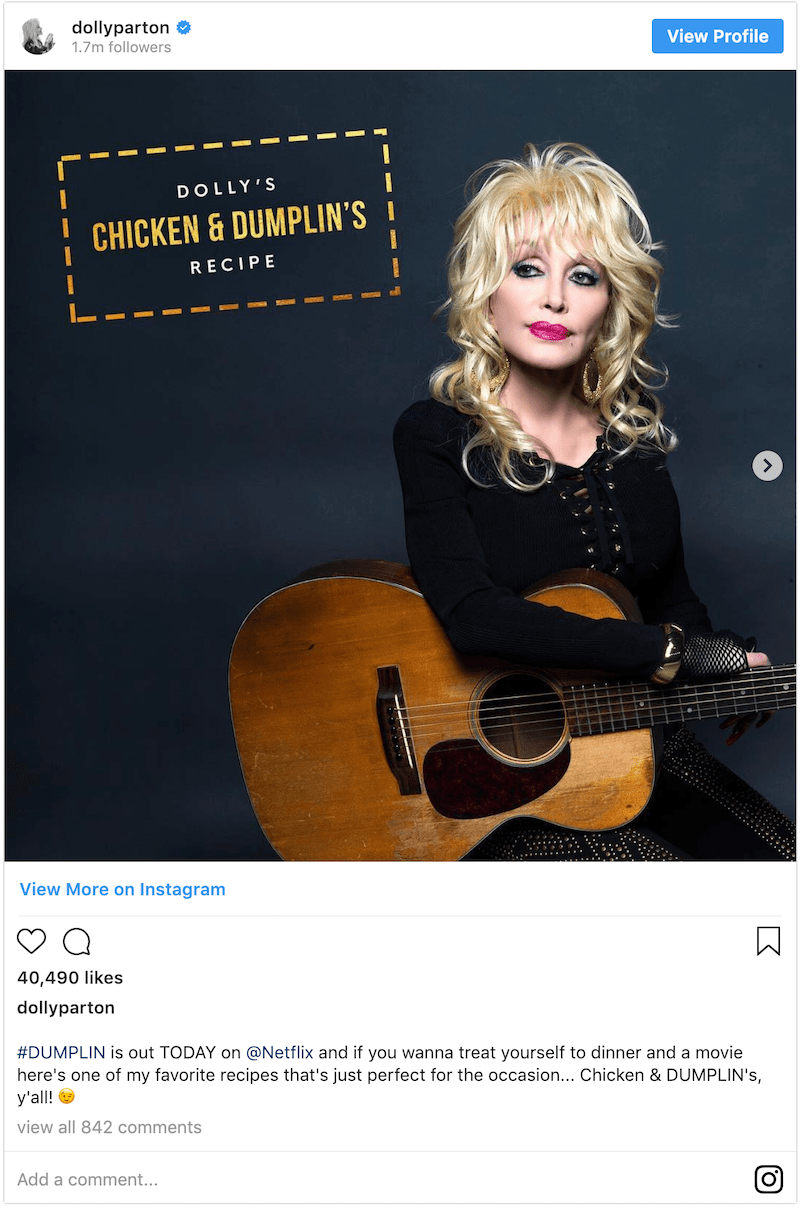 dollyparton
1.7m followers
View Profile
DOLLY'S
CHICKEN & DUMPLIN'S
RECIPE
View More on Instagram
40,490 likes
dollyparton
#DUMPLIN is out TODAY on @Netflix and if you wanna treat yourself to dinner and a movie
here's one of my favorite recipes that's just perfect for the occasion... Chicken & DUMPLIN's,
y'all! 😉
view all 842 comments
Add a comment...